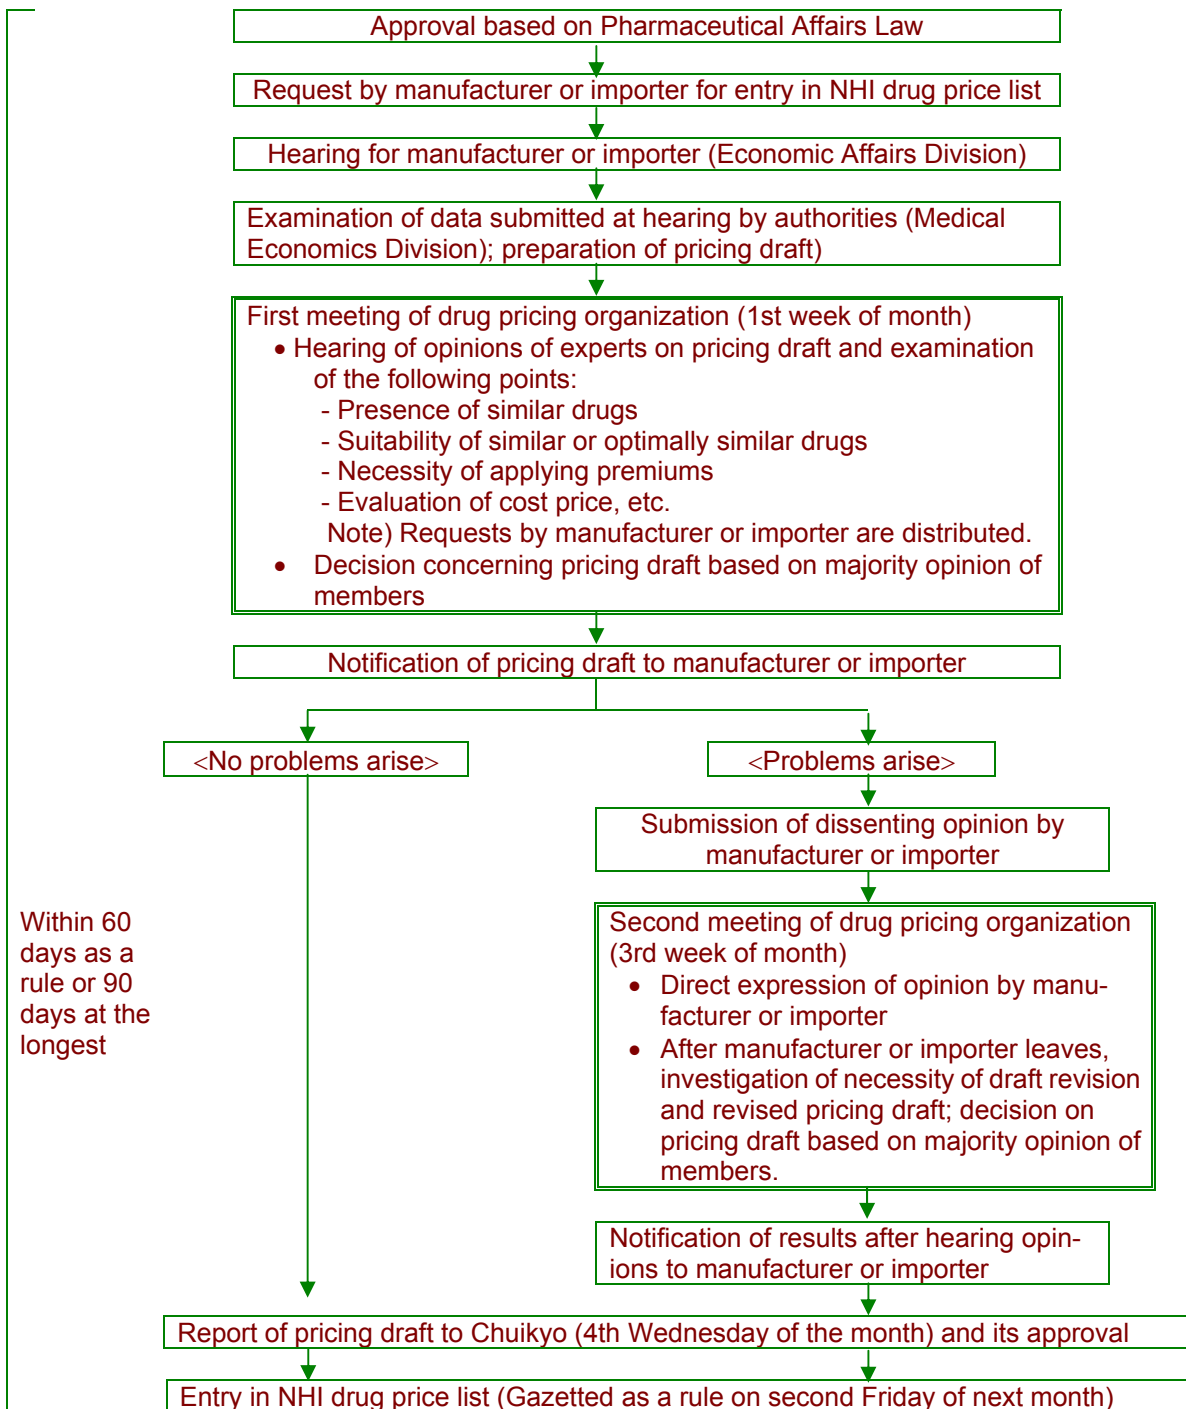 Approval based on Pharmaceutical Affairs Law
Request by manufacturer or importer for entry in NHI drug price list
Hearing for manufacturer or importer (Economic Affairs Division)
Examination of data submitted at hearing by authorities (Medical
Economics Division); preparation of pricing draft)
First meeting of drug pricing organization (1st week of month)
• Hearing of opinions of experts on pricing draft and examination
of the following points:
- Presence of similar drugs
- Suitability of similar or optimally similar drugs
- Necessity of applying premiums
- Evaluation of cost price, etc.
Note) Requests by manufacturer or importer are distributed.
• Decision concerning pricing draft based on majority opinion of
members
Notification of pricing draft to manufacturer or importer
<No problems arise>
<Problems arise>
Submission of dissenting opinion by
manufacturer or importer
Within 60
days as a
rule or 90
days at the
longest
Second meeting of drug pricing organization
(3rd week of month)
• Direct expression of opinion by manu-
facturer or importer
• After manufacturer or importer leaves,
investigation of necessity of draft revision
and revised pricing draft; decision on
pricing draft based on majority opinion of
members.
Notification of results after hearing opin-
ions to manufacturer or importer
Report of pricing draft to Chuikyo (4th Wednesday of the month) and its approval
Entry in NHI drug price list (Gazetted as a rule on second Friday of next month)